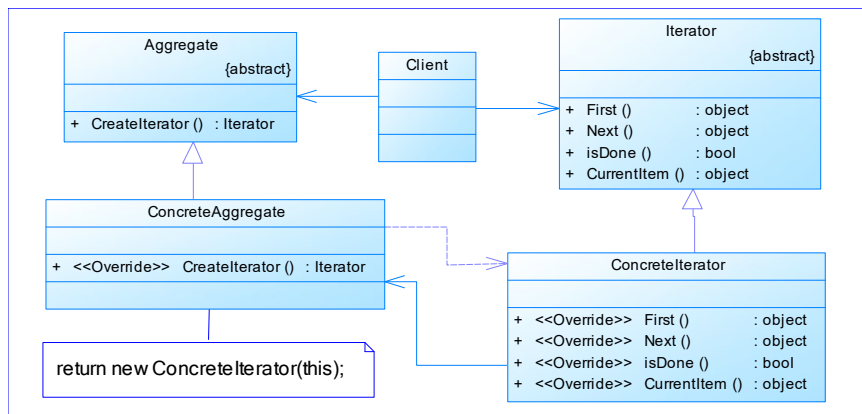 Aggregate
{abstract}
+ CreateIterator () : Iterator
Client
Iterator
{abstract}
+ First () : object
+ Next () : object
+ isDone () : bool
+ CurrentItem () : object
ConcreteAggregate
+ <<Override>> CreateIterator () : Iterator
return new ConcreteIterator(this);
ConcreteIterator
+ <<Override>> First () : object
+ <<Override>> Next () : object
+ <<Override>> isDone () : bool
+ <<Override>> CurrentItem () : object